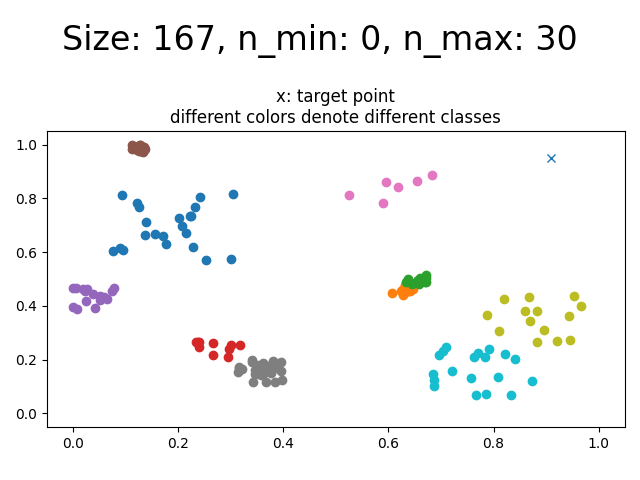 Size: 167, n_min: 0, n_max: 30
x: target point
different colors denote different classes
1.0
0.8
0.6
0.4
0.2
0.0
0.0 0.2 0.4 0.6 0.8 1.0